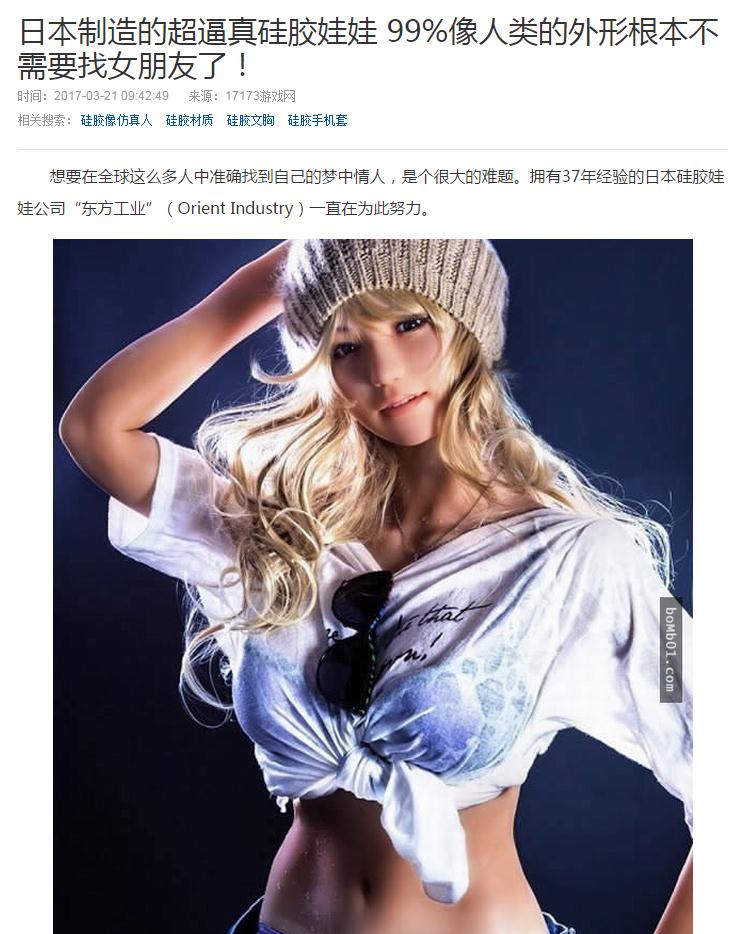 日本制造的超逼真硅胶娃娃 99%像人类的外形根本不
需要找女朋友了！
时间：2017-03-21 09:42:49 来源：17173游戏网
相关搜索： 硅胶像仿真人 硅胶材质 硅胶文胸 硅胶手机套
想要在全球这么多人中准确找到自己的梦中情人，是个很大的难题。拥有37年经验的日本硅胶娃
娃公司“东方工业”（Orient Industry）一直在为此努力。
that
boMb01.com